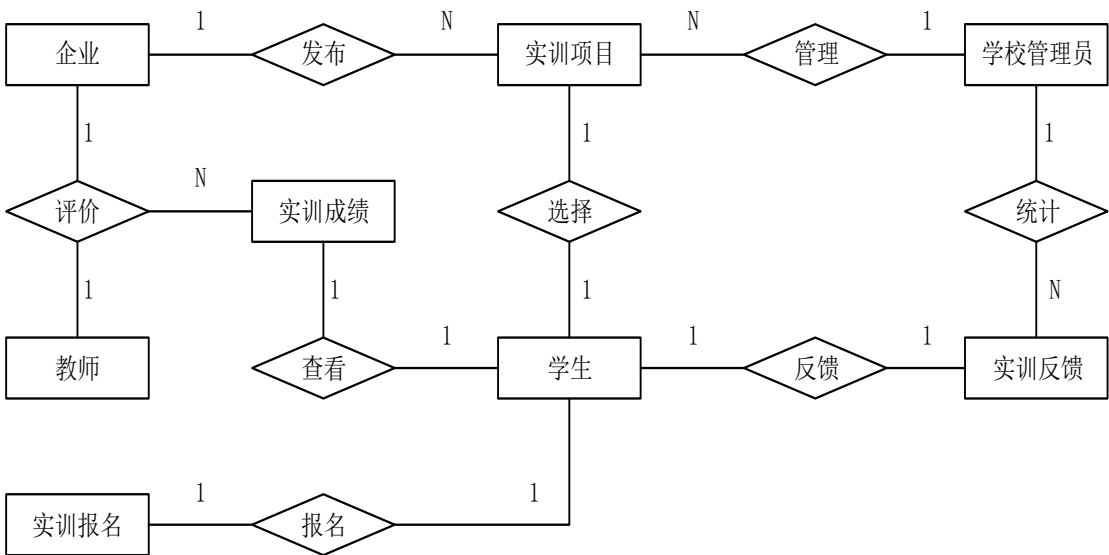 1 N N 1
企业 发布 实训项目 管理 学校管理员
1 1 1
N
评价 实训成绩 选择 统计
1 1 1 N
1 1 1
教师 查看 学生 反馈 实训反馈
1 1
实训报名 报名